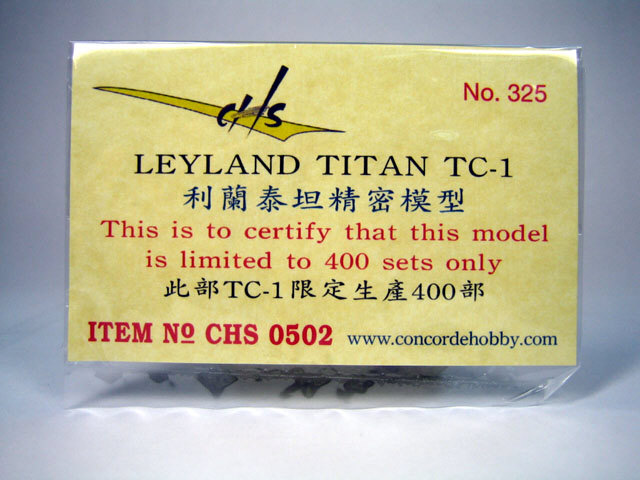 No. 325
CHS
LEYLAND TITAN TC-1
利蘭泰坦精密模型
This is to certify that this model
is limited to 400 sets only
此部TC-1限定生產400部
ITEM Nº CHS 0502 www.concordehobby.com